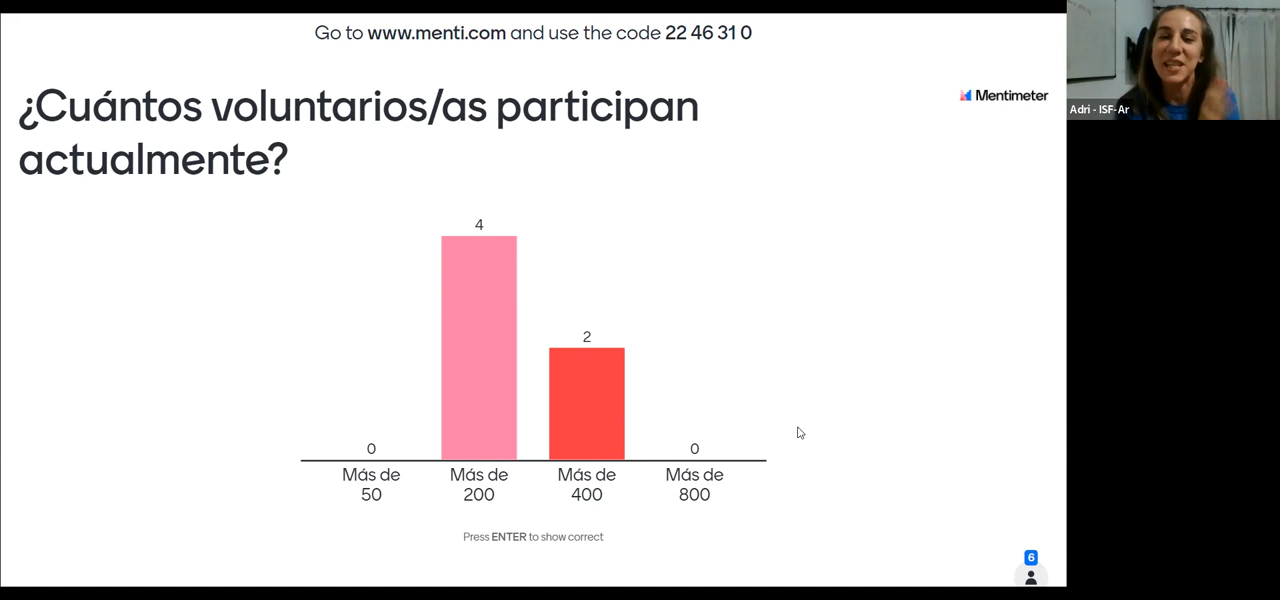 Go to www.menti.com and use the code 22 46 31 0
¿Cuántos voluntarios/as participan
actualmente?
Mentimeter
Adri - ISF-Ar
4
2
0
0
Más de
50
Más de
200
Más de
400
Más de
800
Press ENTER to show correct
6